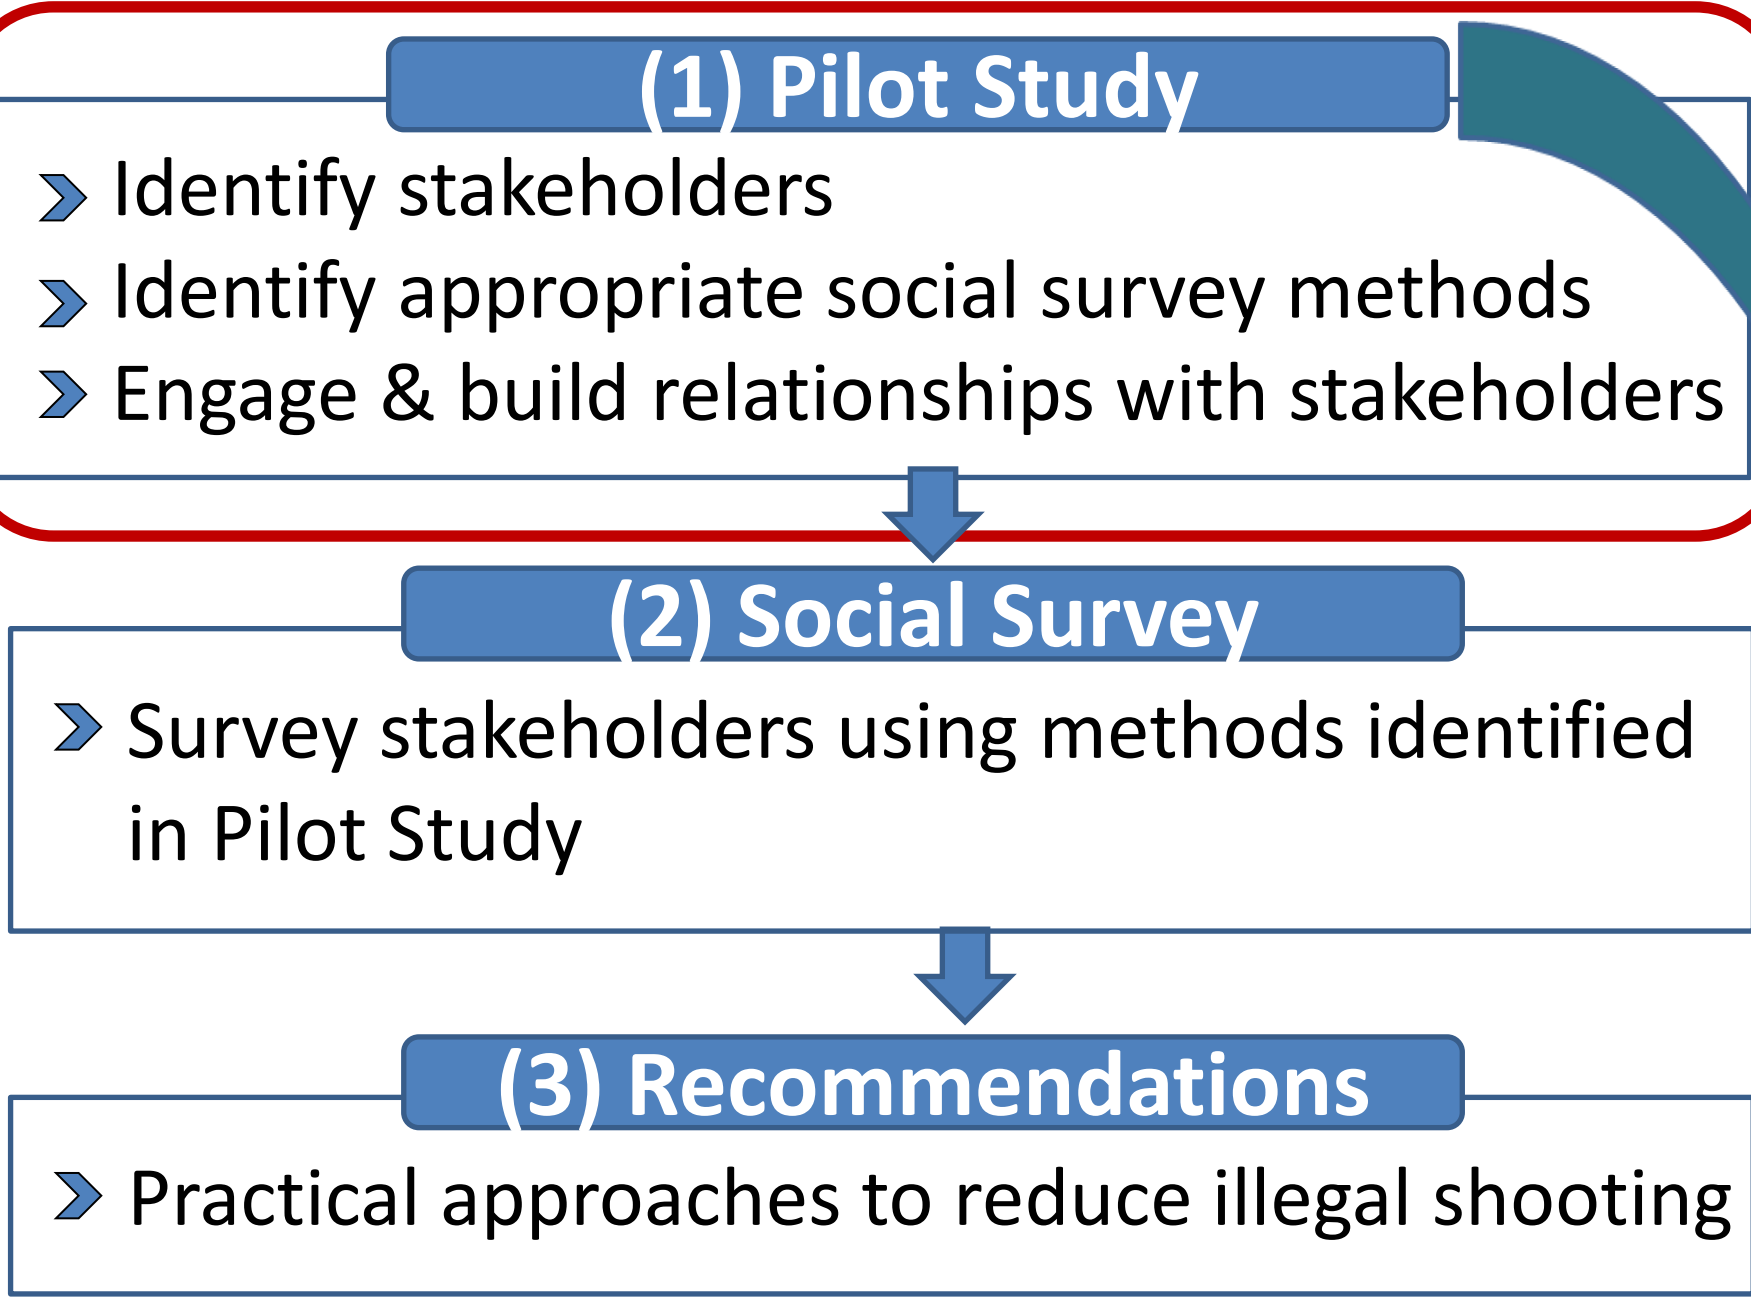 (1) Pilot Study
Identify stakeholders
Identify appropriate social survey methods
Engage & build relationships with stakeholders
(2) Social Survey
Survey stakeholders using methods identified
in Pilot Study
(3) Recommendations
Practical approaches to reduce illegal shooting